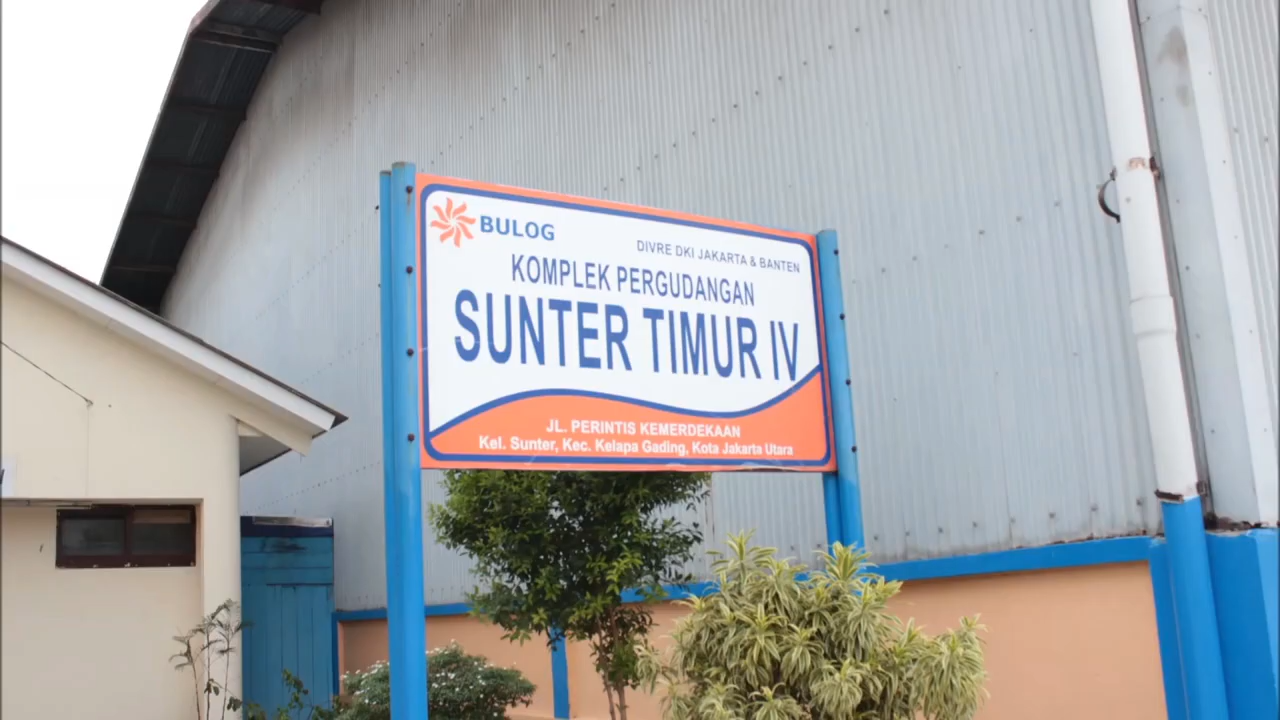 BULOG
DIVRE DKI JAKARTA & BANTEN
KOMPLEK PERGUDANGAN
SUNTER TIMUR IV
JL. PERINTIS KEMERDEKAAN
Kel. Sunter, Kec. Kelapa Gading, Kota Jakarta Utara